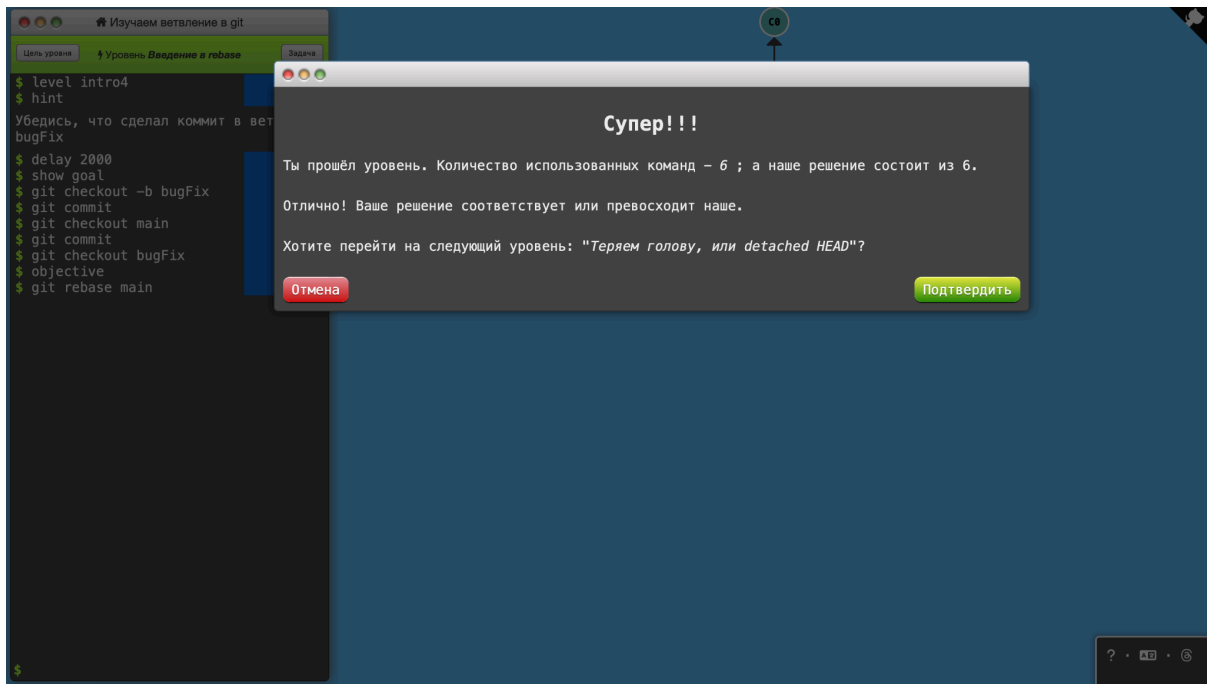 Изучаем ветвление в git
C0
Цель уровня
Уровень Введение в rebase
Задача
$ level intro4
$ hint
Убедись, что сделал коммит в вет
bugFix
$ delay 2000
$ show goal
$ git checkout -b bugFix
$ git commit
$ git checkout main
$ git commit
$ git checkout bugFix
$ objective
$ git rebase main
$
Супер!!!
Ты прошёл уровень. Количество использованных команд – 6 ; а наше решение состоит из 6.
Отлично! Ваше решение соответствует или превосходит наше.
Хотите перейти на следующий уровень: "Теряем голову, или detached HEAD"?
Отмена
Подтвердить
? ·  ·